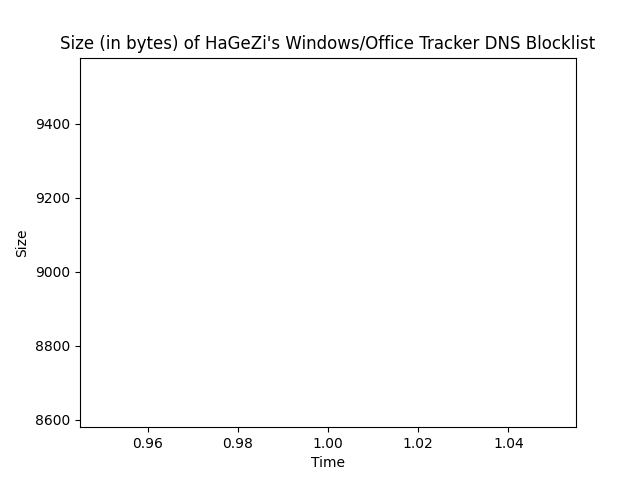 Size (in bytes) of HaGeZi's Windows/Office Tracker DNS Blocklist
9400
9200
9000
8800
8600
Size
0.96 0.98 1.00 1.02 1.04
Time